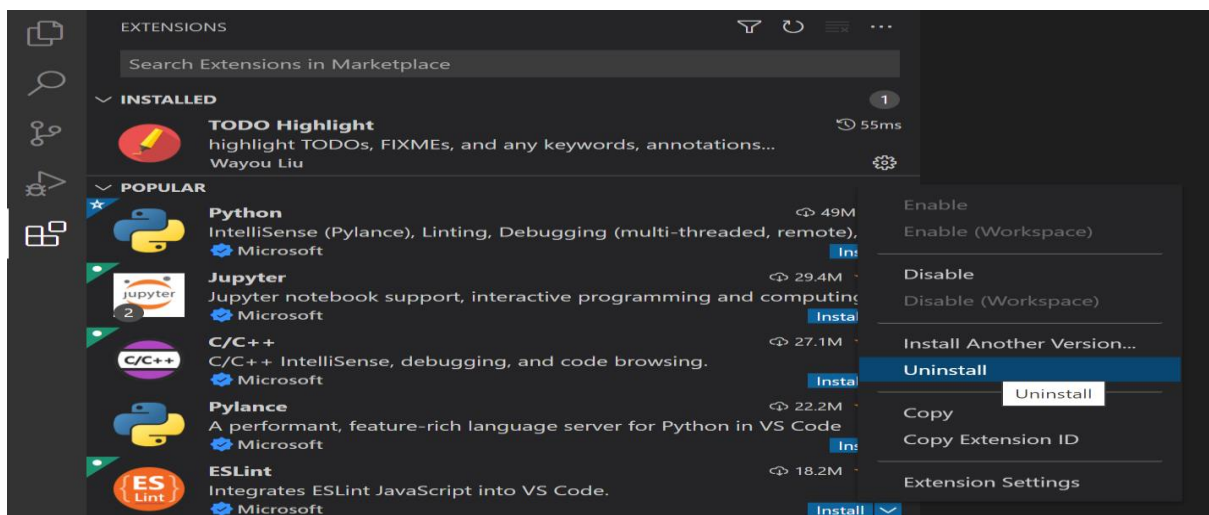 EXTENSIONS
Search Extensions in Marketplace
INSTALLED
1
TODO Highlight
55ms
highlight TODOs, FIXMEs, and any keywords, annotations...
Wayou Liu
POPULAR
Python
49M
IntelliSense (Pylance), Linting, Debugging (multi-threaded, remote),
Microsoft
Ins
Jupyter
29.4M
Jupyter notebook support, interactive programming and computing
Microsoft
Instal
jupyter
2
C/C++
27.1M
C/C++ IntelliSense, debugging, and code browsing.
Microsoft
Instal
C/C++
Pylance
22.2M
A performant, feature-rich language server for Python in VS Code
Microsoft
Ins
ESLint
18.2M
Integrates ESLint JavaScript into VS Code.
Microsoft
Install
{ES}
Lint
Enable
Enable (Workspace)
Disable
Disable (Workspace)
Install Another Version...
Uninstall
Uninstall
Copy
Copy Extension ID
Extension Settings